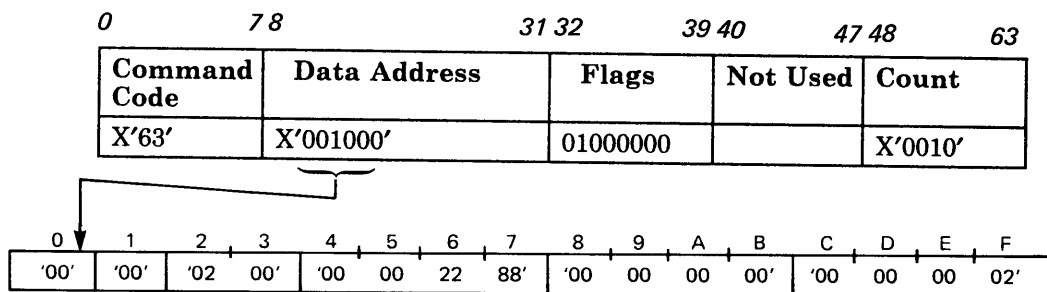 0 7 8 31 32 39 40 47 48 63
Command Code Data Address Flags Not Used Count
X'63' X'001000' 01000000 X'0010'
0 1 2 3 4 5 6 7 8 9 A B C D E F
'00' '00' '02 00' '00 00 22 88' '00 00 00 00' '00 00 00 02'